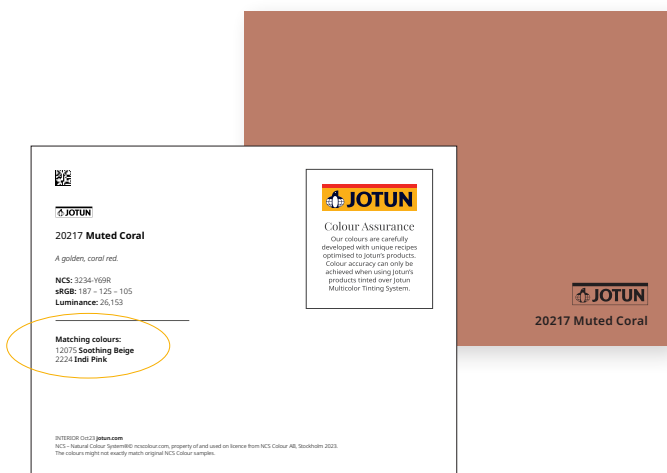 JOTUN
20217 Muted Coral
A golden, coral red.
NCS: 3234-Y69R
sRGB: 187 – 125 – 105
Luminance: 26,153
Matching colours:
12075 Soothing Beige
2224 Indi Pink
INTERIOR Oct23 jotun.com
NCS – Natural Colour System®© ncscolour.com, property of and used on licence from NCS Colour AB, Stockholm 2023.
The colours might not exactly match original NCS Colour samples.
JOTUN
Colour Assurance
Our colours are carefully
developed with unique recipes
optimised to Jotun's products.
Colour accuracy can only be
achieved when using Jotun's
products tinted over Jotun
Multicolor Tinting System.
JOTUN
20217 Muted Coral